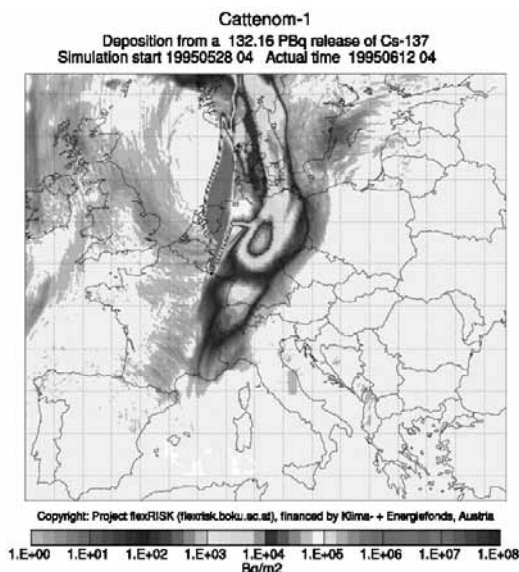 Cattenom-1
Deposition from a 132.16 PBq release of Cs-137
Simulation start 19950528 04 Actual time 19950612 04
Copyright: Project flexRISK (flexrisk.boku.ac.at), financed by Klima- + Energiefonds, Austria
1.E+00 1.E+01 1.E+02 1.E+03 1.E+04 1.E+05 1.E+06 1.E+07 1.E+08
Bq/m2